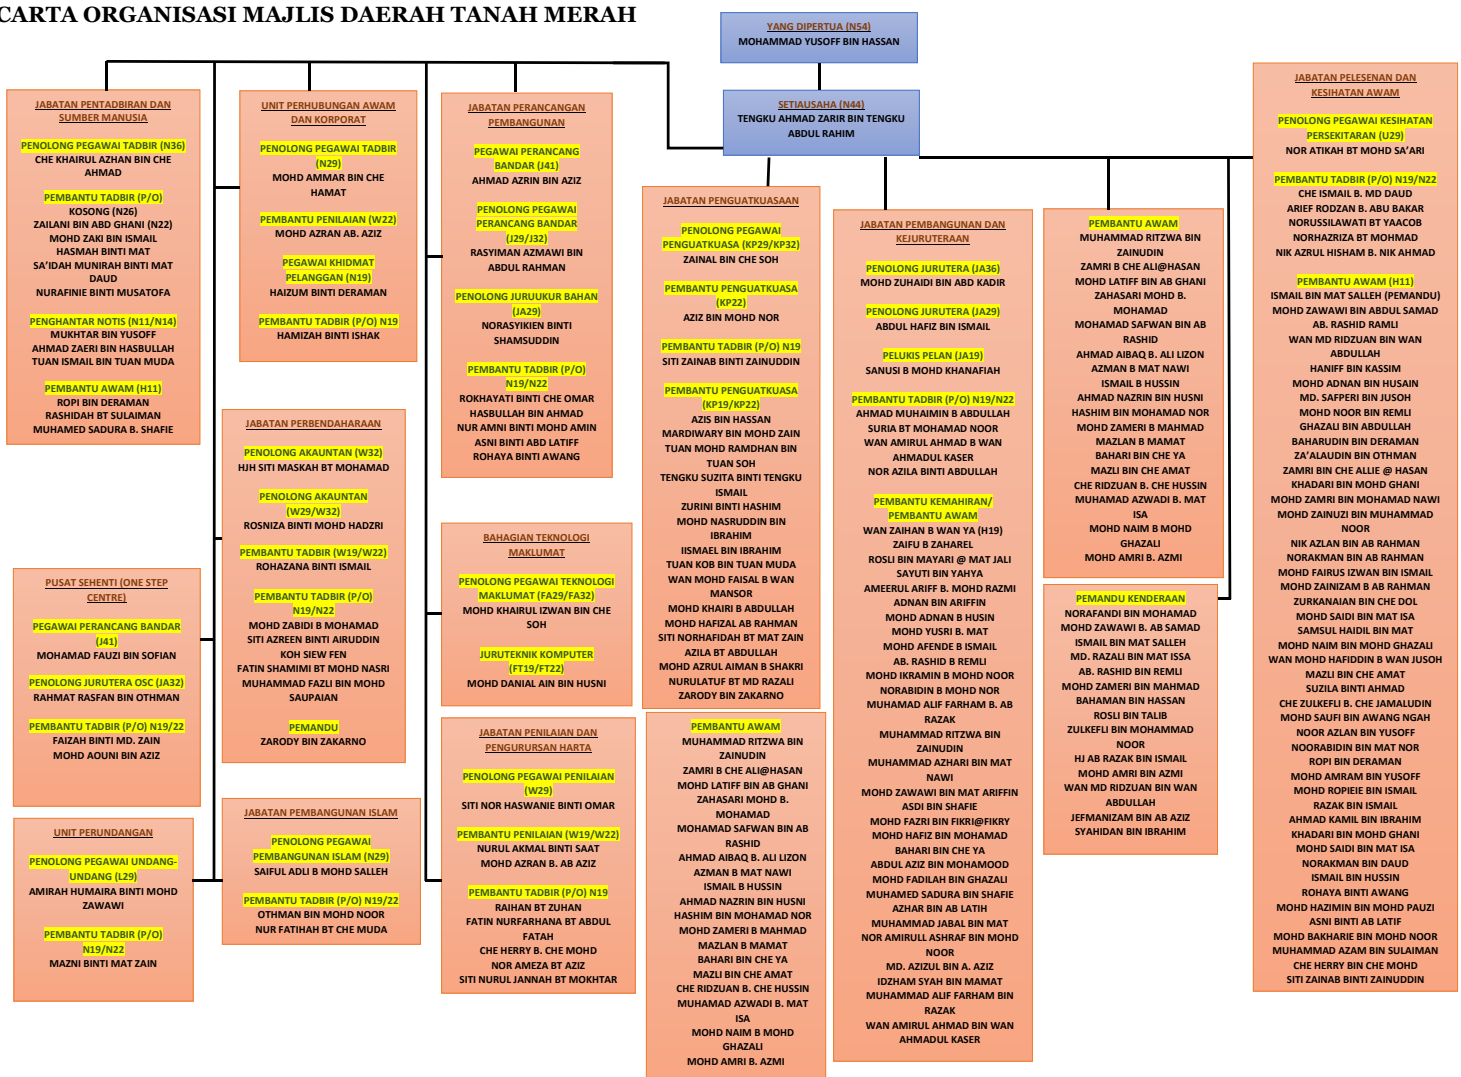 CARTA ORGANISASI MAJLIS DAERAH TANAH MERAH
YANG DIPERTUA (N54)
MOHAMMAD YUSOFF BIN HASSAN
SETIAUSAHA (N44)
TENGKU AHMAD ZARIR BIN TENGKU
ABDUL RAHIM
JABATAN PENTADBIRAN DAN
SUMBER MANUSIA
PENOLONG PEGAWAI TADBIR (N36)
CHE KHAIRUL AZHAN BIN CHE
AHMAD
PEMBANTU TADBIR (P/O)
KOSONG (N26)
ZAILANI BIN ABD GHANI (N22)
MOHD ZAKI BIN ISMAIL
HASMAH BINTI MAT
SA'IDAH MUNIRAH BINTI MAT
DAUD
NURAFINIE BINTI MUSATOFA
PENGHANTAR NOTIS (N11/N14)
MUKHTAR BIN YUSOFF
AHMAD ZAERI BIN HASBULLAH
TUAN ISMAIL BIN TUAN MUDA
PEMBANTU AWAM (H11)
ROPI BIN DERAMAN
RASHIDAH BT SULAIMAN
MUHAMED SADURA B. SHAFIE
PUSAT SEHENTI (ONE STEP
CENTRE)
PEGAWAI PERANCANG BANDAR
(J41)
MOHAMAD FAUZI BIN SOFIAN
PENOLONG JURUTERA OSC (JA32)
RAHMAT RASFAN BIN OTHMAN
PEMBANTU TADBIR (P/O) N19/22
FAIZAH BINTI MD. ZAIN
MOHD AOUNI BIN AZIZ
UNIT PERUNDANGAN
PENOLONG PEGAWAI UNDANG-
UNDANG (L29)
AMIRAH HUMAIRA BINTI MOHD
ZAWAWI
PEMBANTU TADBIR (P/O)
N19/N22
MAZNI BINTI MAT ZAIN
UNIT PERHUBUNGAN AWAM
DAN KORPORAT
PENOLONG PEGAWAI TADBIR
(N29)
MOHD AMMAR BIN CHE
HAMAT
PEMBANTU PENILAIAN (W22)
MOHD AZRAN AB. AZIZ
PEGAWAI KHIDMAT
PELANGGAN (N19)
HAIZUM BINTI DERAMAN
PEMBANTU TADBIR (P/O) N19
HAMIZAH BINTI ISHAK
JABATAN PERBENDAHARAAN
PENOLONG AKAUNTAN (W32)
HJH SITI MASKAH BT MOHAMAD
PENOLONG AKAUNTAN
(W29/W32)
ROSNIZA BINTI MOHD HADZRI
PEMBANTU TADBIR (W19/W22)
ROHAZANA BINTI ISMAIL
PEMBANTU TADBIR (P/O)
N19/N22
MOHD ZABIDI B MOHAMAD
SITI AZREEN BINTI AIRUDDIN
KOH SIEW FEN
FATIN SHAMIMI BT MOHD NASRI
MUHAMMAD FAZLI BIN MOHD
SAUPAIAN
PEMANDU
ZARODY BIN ZAKARNO
JABATAN PEMBANGUNAN ISLAM
PENOLONG PEGAWAI
PEMBANGUNAN ISLAM (N29)
SAIFUL ADLI B MOHD SALLEH
PEMBANTU TADBIR (P/O) N19/22
OTHMAN BIN MOHD NOOR
NUR FATIHAH BT CHE MUDA
JABATAN PERANCANGAN
PEMBANGUNAN
PEGAWAI PERANCANG
BANDAR (J41)
AHMAD AZRIN BIN AZIZ
PENOLONG PEGAWAI
PERANCANG BANDAR
(J29/J32)
RASYIMAN AZMAWI BIN
ABDUL RAHMAN
PENOLONG JURUUKUR BAHAN
(JA29)
NORASYIKIEN BINTI
SHAMSUDDIN
PEMBANTU TADBIR (P/O)
N19/N22
ROKHAYATI BINTI CHE OMAR
HASBULLAH BIN AHMAD
NUR AMNI BINTI MOHD AMIN
ASNI BINTI ABD LATIFF
ROHAYA BINTI AWANG
BAHAGIAN TEKNOLOGI
MAKLUMAT
PENOLONG PEGAWAI TEKNOLOGI
MAKLUMAT (FA29/FA32)
MOHD KHAIRUL IZWAN BIN CHE
SOH
JURUTEKNIK KOMPUTER
(FT19/FT22)
MOHD DANIAL AIN BIN HUSNI
JABATAN PENILAIAN DAN
PENGURURSAN HARTA
PENOLONG PEGAWAI PENILAIAN
(W29)
SITI NOR HASWANIE BINTI OMAR
PEMBANTU PENILAIAN (W19/W22)
NURUL AKMAL BINTI SAAT
MOHD AZRAN B. AB AZIZ
PEMBANTU TADBIR (P/O) N19
RAIHAN BT ZUHAN
FATIN NURFARHANA BT ABDUL
FATAH
CHE HERRY B. CHE MOHD
NOR AMEZA BT AZIZ
SITI NURUL JANNAH BT MOKHTAR
JABATAN PENGUATKUASAAN
PENOLONG PEGAWAI
PENGUATKUASA (KP29/KP32)
ZAINAL BIN CHE SOH
PEMBANTU PENGUATKUASA
(KP22)
AZIZ BIN MOHD NOR
PEMBANTU TADBIR (P/O) N19
SITI ZAINAB BINTI ZAINUDDIN
PEMBANTU PENGUATKUASA
(KP19/KP22)
AZIS BIN HASSAN
MARDIWARY BIN MOHD ZAIN
TUAN MOHD RAMDHAN BIN
TUAN SOH
TENGKU SUZITA BINTI TENGKU
ISMAIL
ZURINI BINTI HASHIM
MOHD NASRUDDIN BIN
IBRAHIM
IISMAEL BIN IBRAHIM
TUAN KOB BIN TUAN MUDA
WAN MOHD FAISAL B WAN
MANSOR
MOHD KHAIRI B ABDULLAH
MOHD HAFIZAL AB RAHMAN
SITI NORHAFIDAH BT MAT ZAIN
AZILA BT ABDULLAH
MOHD AZRUL AIMAN B SHAKRI
NURULATUF BT MD RAZALI
ZARODY BIN ZAKARNO
PEMBANTU AWAM
MUHAMMAD RITZWA BIN
ZAINUDIN
ZAMRI B CHE ALI@HASAN
MOHD LATIFF BIN AB GHANI
ZAHASARI MOHD B.
MOHAMAD
MOHAMAD SAFWAN BIN AB
RASHID
AHMAD AIBAQ B. ALI LIZON
AZMAN B MAT NAWI
ISMAIL B HUSSIN
AHMAD NAZRIN BIN HUSNI
HASHIM BIN MOHAMAD NOR
MOHD ZAMERI B MAHMAD
MAZLAN B MAMAT
BAHARI BIN CHE YA
MAZLI BIN CHE AMAT
CHE RIDZUAN B. CHE HUSSIN
MUHAMAD AZWADI B. MAT
ISA
MOHD NAIM B MOHD
GHAZALI
MOHD AMRI B. AZMI
JABATAN PEMBANGUNAN DAN
KEJURUTERAAN
PENOLONG JURUTERA (JA36)
MOHD ZUHAIDI BIN ABD KADIR
PENOLONG JURUTERA (JA29)
ABDUL HAFIZ BIN ISMAIL
PELUKIS PELAN (JA19)
SANUSI B MOHD KHANAFIAH
PEMBANTU TADBIR (P/O) N19/N22
AHMAD MUHAIMIN B ABDULLAH
SURIA BT MOHAMAD NOOR
WAN AMIRUL AHMAD B WAN
AHMADUL KASER
NOR AZILA BINTI ABDULLAH
PEMBANTU KEMAHIRAN/
PEMBANTU AWAM
WAN ZAIHAN B WAN YA (H19)
ZAIFU B ZAHAREL
ROSLI BIN MAYARI @ MAT JALI
SAYUTI BIN YAHYA
AMEERUL ARIFF B. MOHD RAZMI
ADNAN BIN ARIFFIN
MOHD ADNAN B HUSIN
MOHD YUSRI B. MAT
MOHD AFENDE B ISMAIL
AB. RASHID B REMLI
MOHD IKRAMIN B MOHD NOOR
NORABIDIN B MOHD NOR
MUHAMAD ALIF FARHAM B. AB
RAZAK
MUHAMMAD RITZWA BIN
ZAINUDIN
MUHAMMAD AZHARI BIN MAT
NAWI
MOHD ZAWAWI BIN MAT ARIFFIN
ASDI BIN SHAFIE
MOHD FAZRI BIN FIKRI@FIKRY
MOHD HAFIZ BIN MOHAMAD
BAHARI BIN CHE YA
ABDUL AZIZ BIN MOHAMOOD
MOHD FADILAH BIN GHAZALI
MUHAMED SADURA BIN SHAFIE
AZHAR BIN AB LATIH
MUHAMMAD JABAL BIN MAT
NOR AMIRULL ASHRAF BIN MOHD
NOOR
MD. AZIZUL BIN A. AZIZ
IDZHAM SYAH BIN MAMAT
MUHAMMAD ALIF FARHAM BIN
RAZAK
WAN AMIRUL AHMAD BIN WAN
AHMADUL KASER
PEMBANTU AWAM
MUHAMMAD RITZWA BIN
ZAINUDIN
ZAMRI B CHE ALI@HASAN
MOHD LATIFF BIN AB GHANI
ZAHASARI MOHD B.
MOHAMAD
MOHAMAD SAFWAN BIN AB
RASHID
AHMAD AIBAQ B. ALI LIZON
AZMAN B MAT NAWI
ISMAIL B HUSSIN
AHMAD NAZRIN BIN HUSNI
HASHIM BIN MOHAMAD NOR
MOHD ZAMERI B MAHMAD
MAZLAN B MAMAT
BAHARI BIN CHE YA
MAZLI BIN CHE AMAT
CHE RIDZUAN B. CHE HUSSIN
MUHAMAD AZWADI B. MAT
ISA
MOHD NAIM B MOHD
GHAZALI
MOHD AMRI B. AZMI
PEMANDU KENDERAAN
NORAFANDI BIN MOHAMAD
MOHD ZAWAWI B. AB SAMAD
ISMAIL BIN MAT SALLEH
MD. RAZALI BIN MAT ISSA
AB. RASHID BIN REMLI
MOHD ZAMERI BIN MAHMAD
BAHAMAN BIN HASSAN
ROSLI BIN TALIB
ZULKEFLI BIN MOHAMMAD
NOOR
HJ AB RAZAK BIN ISMAIL
MOHD AMRI BIN AZMI
WAN MD RIDZUAN BIN WAN
ABDULLAH
JEFMANIZAM BIN AB AZIZ
SYAHIDAN BIN IBRAHIM
JABATAN PELESENAN DAN
KESIHATAN AWAM
PENOLONG PEGAWAI KESIHATAN
PERSEKITARAN (U29)
NOR ATIKAH BT MOHD SA'ARI
PEMBANTU TADBIR (P/O) N19/N22
CHE ISMAIL B. MD DAUD
ARIEF RODZAN B. ABU BAKAR
NORUSSILAWATI BT YAACOB
NORHAZRIZA BT MOHMAD
NIK AZRUL HISHAM B. NIK AHMAD
PEMBANTU AWAM (H11)
ISMAIL BIN MAT SALLEH (PEMANDU)
MOHD ZAWAWI BIN ABDUL SAMAD
AB. RASHID RAMLI
WAN MD RIDZUAN BIN WAN
ABDULLAH
HANIFF BIN KASSIM
MOHD ADNAN BIN HUSAIN
MD. SAFPERI BIN JUSOH
MOHD NOOR BIN REMLI
GHAZALI BIN ABDULLAH
BAHARUDIN BIN DERAMAN
ZA'ALAUDIN BIN OTHMAN
ZAMRI BIN CHE ALLIE @ HASAN
KHADARI BIN MOHD GHANI
MOHD ZAMRI BIN MOHAMAD NAWI
MOHD ZAINUZI BIN MUHAMMAD
NOOR
NIK AZLAN BIN AB RAHMAN
NORAKMAN BIN AB RAHMAN
MOHD FAIRUS IZWAN BIN ISMAIL
MOHD ZAINIZAM B AB RAHMAN
ZURKANAIAN BIN CHE DOL
MOHD SAIDI BIN MAT ISA
SAMSUL HAIDIL BIN MAT
MOHD NAIM BIN MOHD GHAZALI
WAN MOHD HAFIDDIN B WAN JUSOH
MAZLI BIN CHE AMAT
SUZILA BINTI AHMAD
CHE ZULKEFLI B. CHE JAMALUDIN
MOHD SAUFI BIN AWANG NGAH
NOOR AZLAN BIN YUSOFF
NOORABIDIN BIN MAT NOR
ROPI BIN DERAMAN
MOHD AMRAM BIN YUSOFF
MOHD ROPIEIE BIN ISMAIL
RAZAK BIN ISMAIL
AHMAD KAMIL BIN IBRAHIM
KHADARI BIN MOHD GHANI
MOHD SAIDI BIN MAT ISA
NORAKMAN BIN DAUD
ISMAIL BIN HUSSIN
ROHAYA BINTI AWANG
MOHD HAZIMIN BIN MOHD PAUZI
ASNI BINTI AB LATIF
MOHD BAKHARIE BIN MOHD NOOR
MUHAMMAD AZAM BIN SULAIMAN
CHE HERRY BIN CHE MOHD
SITI ZAINAB BINTI ZAINUDDIN